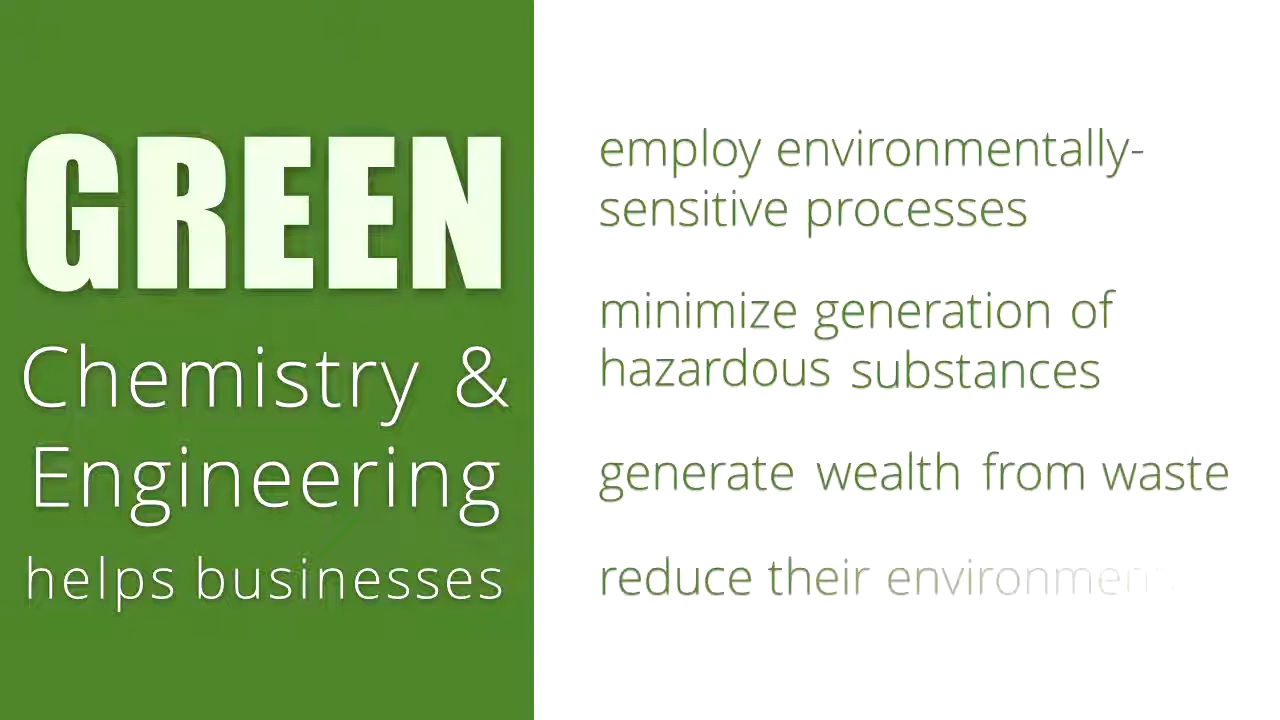 GREEN
Chemistry &
Engineering
helps businesses
employ environmentally-
sensitive processes
minimize generation of
hazardous substances
generate wealth from waste
reduce their